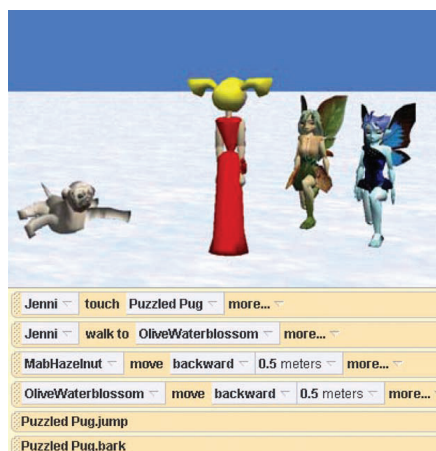 Jenni touch Puzzled Pug more...
Jenni walk to OliveWaterblossom more...
MabHazelnut move backward 0.5 meters more...
OliveWaterblossom move backward 0.5 meters more...
Puzzled Pug.jump
Puzzled Pug.bark